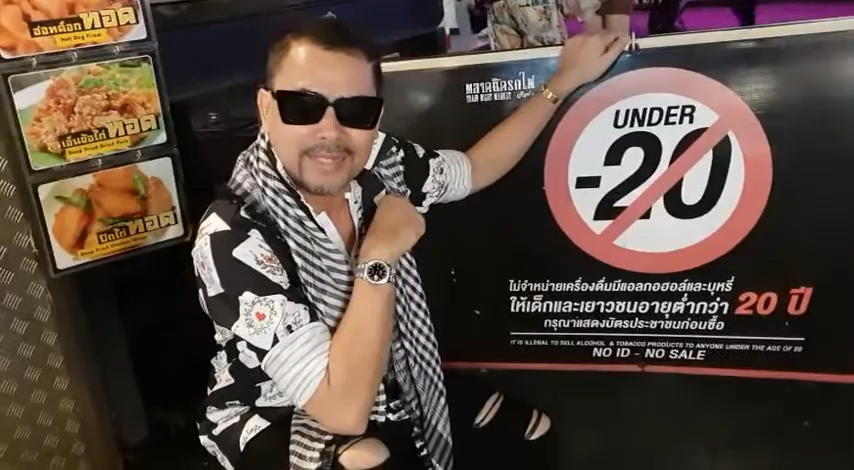 ฮอทด็อก ทอด
Hot Dog Fried
เอ็นข้อไก่ ทอด
ปีกไก่ ทอด
ตลาดนัดรถไฟ
TRAIN NIGHT MARKET
UNDER
-20
ไม่จำหน่ายเครื่องดื่มมีแอลกอฮอล์และบุหรี่
ให้เด็กและเยาวชนอายุต่ำกว่า 20 ปี
กรุณาแสดงบัตรประชาชนก่อนซื้อ
IT IS ILLEGAL TO SELL ALCOHOL & TOBACCO PRODUCTS TO ANYONE UNDER THE AGE OF 20
NO ID - NO SALE